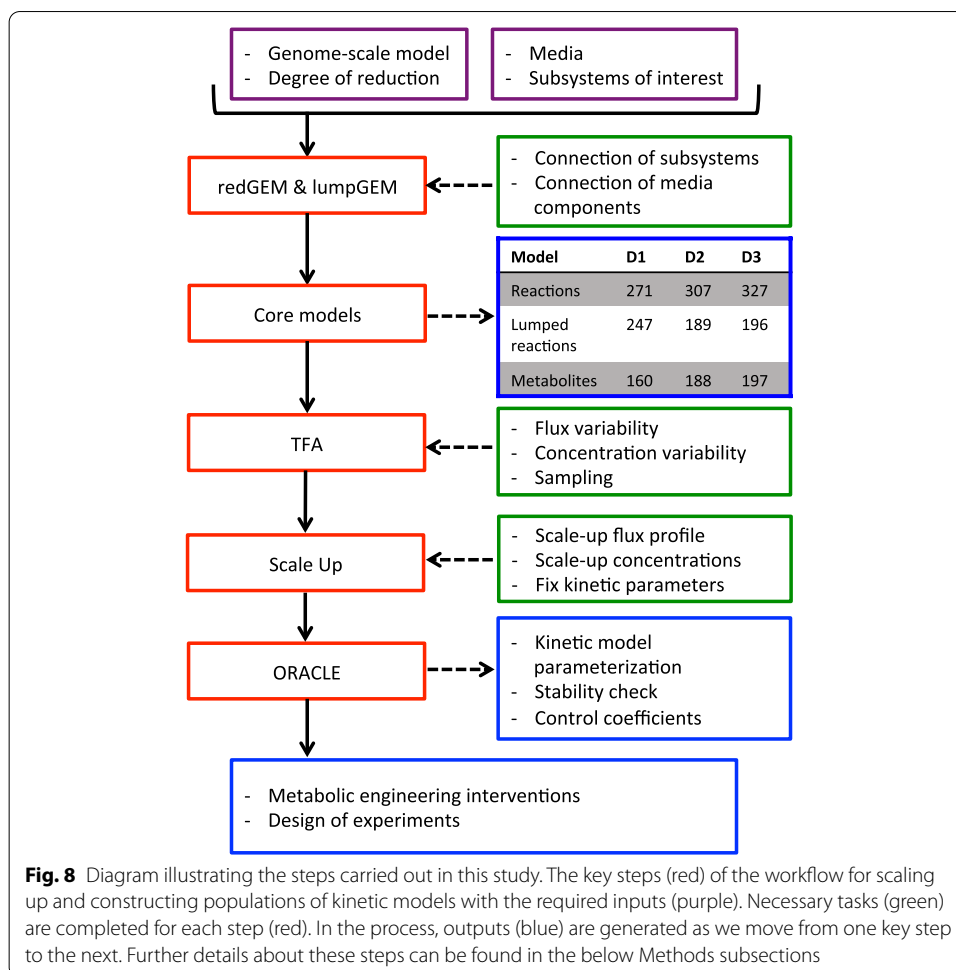 - Genome-scale model
- Degree of reduction
- Media
- Subsystems of interest
redGEM & lumpGEM
- Connection of subsystems
- Connection of media
components
Core models
Model D1 D2 D3
Reactions 271 307 327
Lumped
reactions 247 189 196
Metabolites 160 188 197
TFA
- Flux variability
- Concentration variability
- Sampling
Scale Up
- Scale-up flux profile
- Scale-up concentrations
- Fix kinetic parameters
ORACLE
- Kinetic model
parameterization
- Stability check
- Control coefficients
- Metabolic engineering interventions
- Design of experiments
Fig. 8 Diagram illustrating the steps carried out in this study. The key steps (red) of the workflow for scaling
up and constructing populations of kinetic models with the required inputs (purple). Necessary tasks (green)
are completed for each step (red). In the process, outputs (blue) are generated as we move from one key step
to the next. Further details about these steps can be found in the below Methods subsections